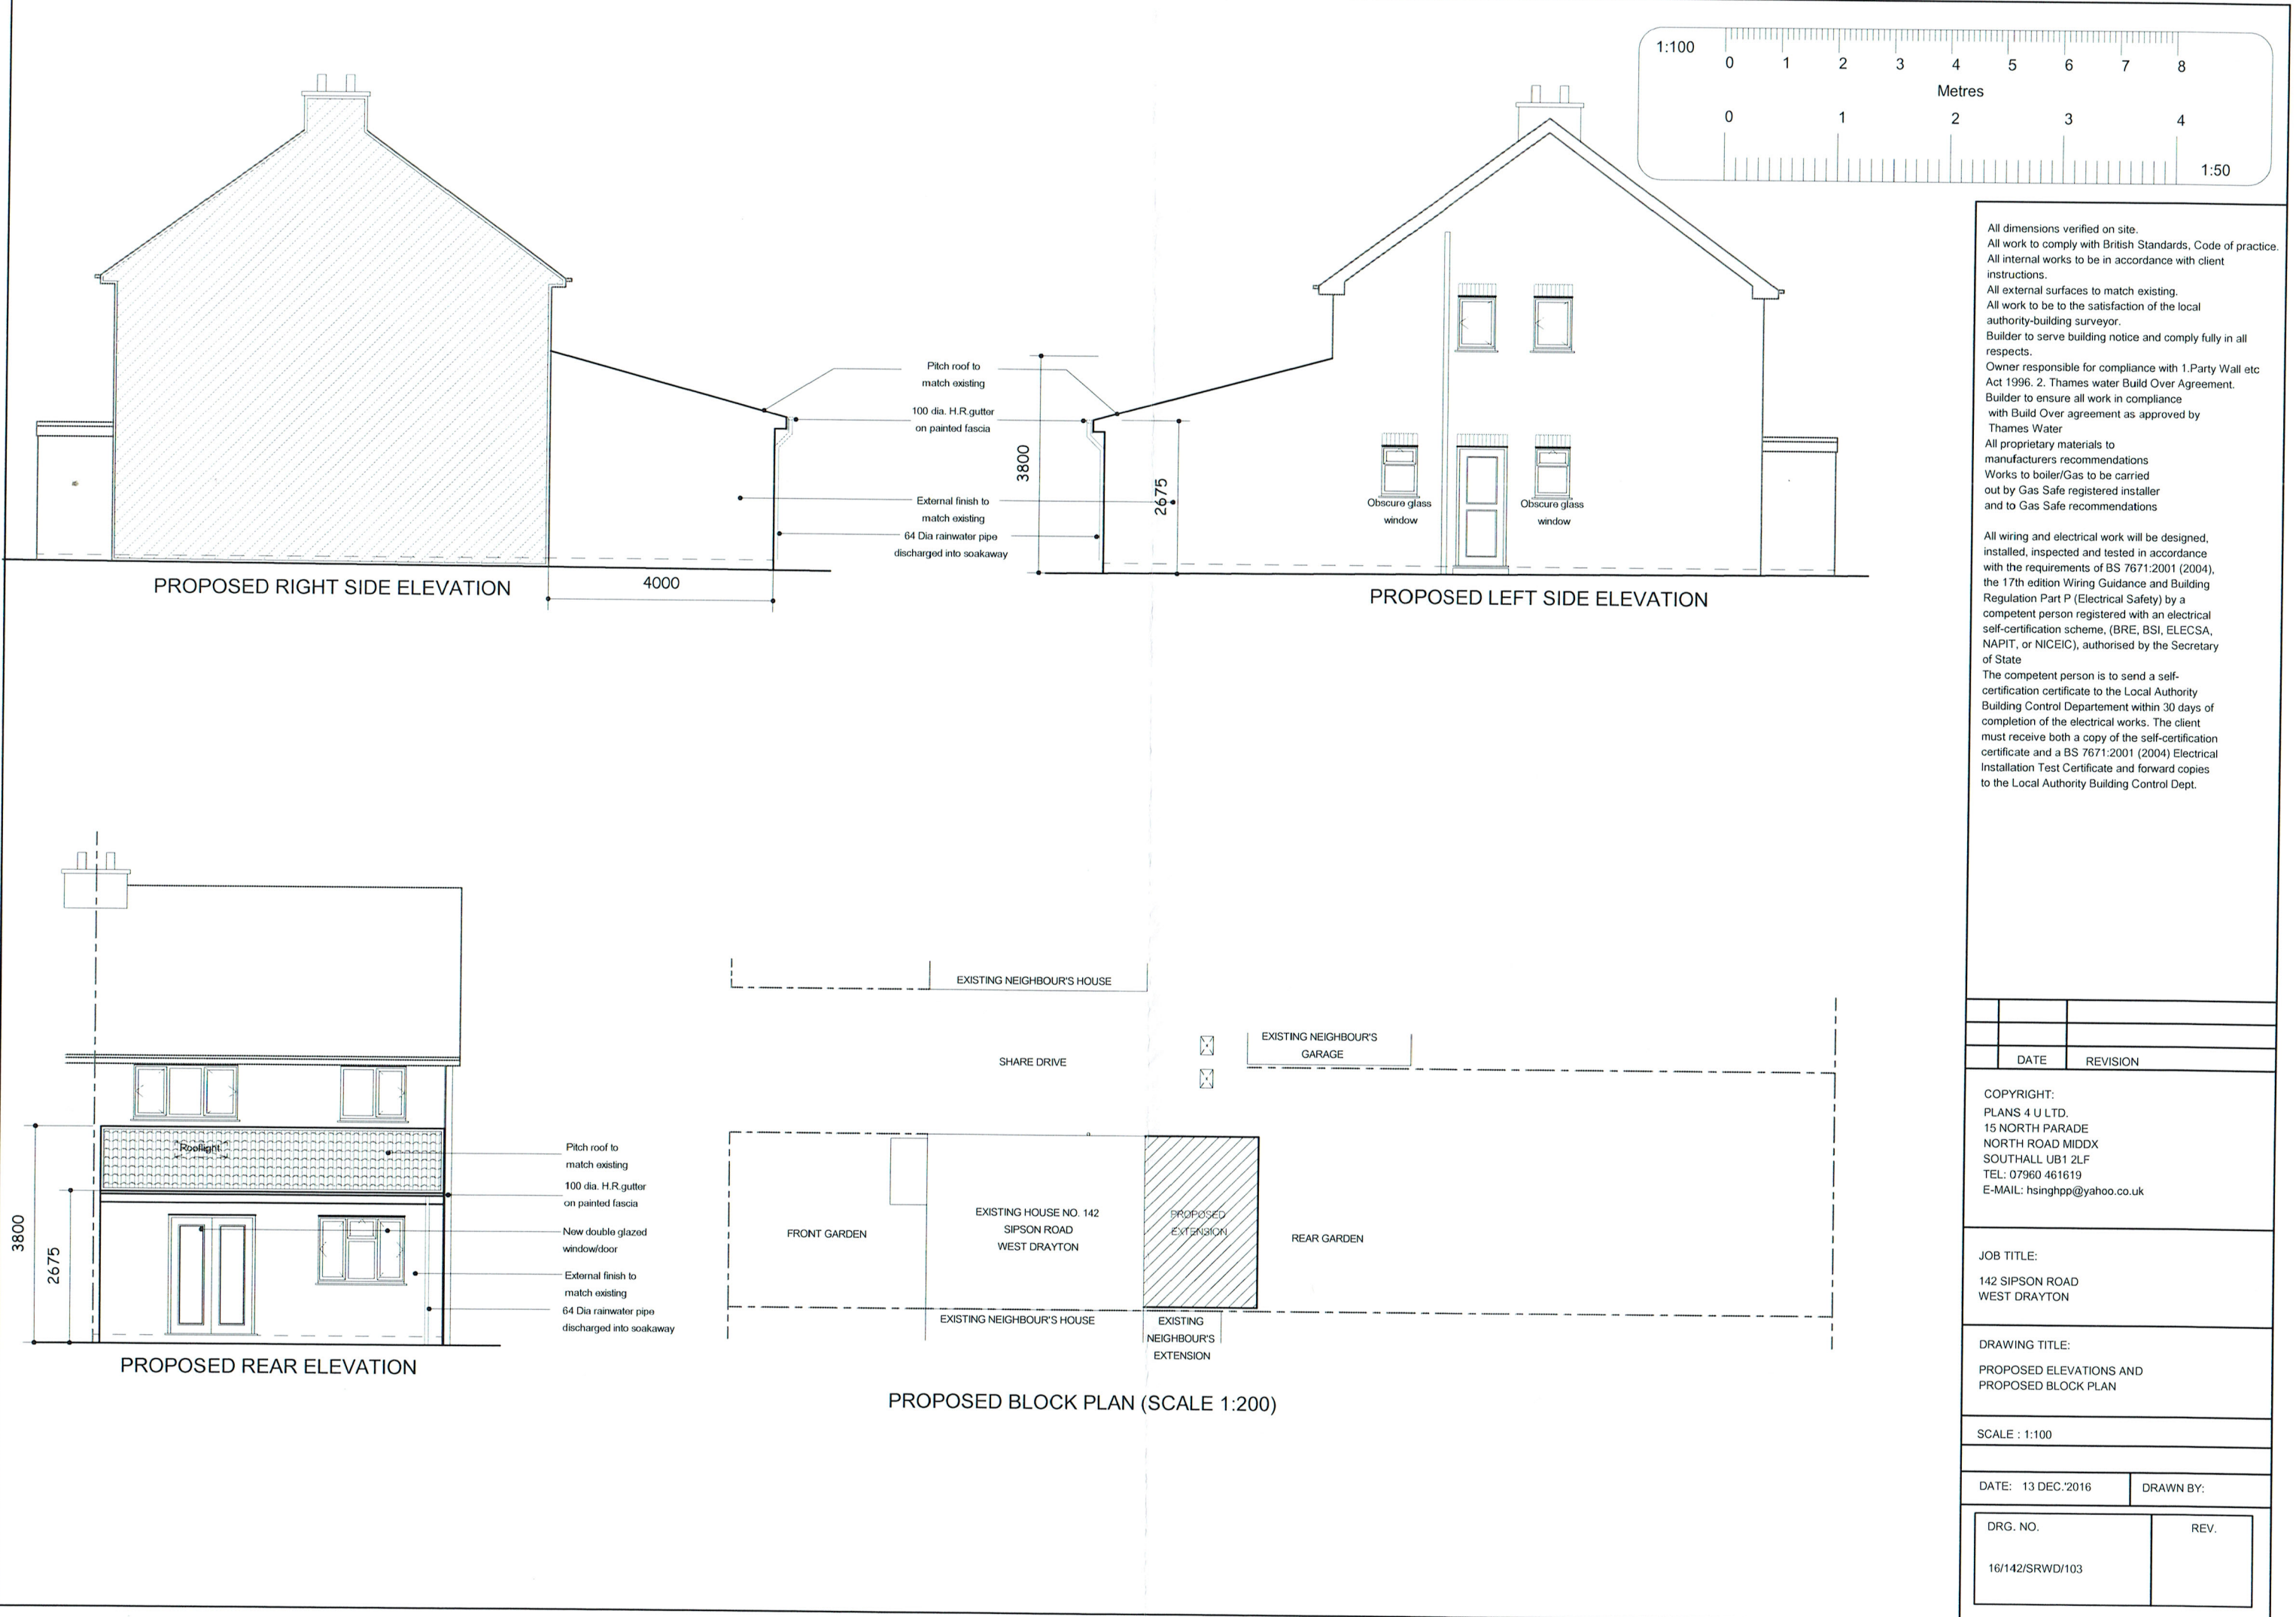 1:100
0 1 2 3 4 5 6 7 8
Metres
0 1 2 3 4
1:50
Pitch roof to
match existing
100 dia. H.R.gutter
on painted fascia
3800
2675
External finish to
match existing
64 Dia rainwater pipe
discharged into soakaway
Obscure glass
window
Obscure glass
window
4000
PROPOSED RIGHT SIDE ELEVATION
PROPOSED LEFT SIDE ELEVATION
Rooflight
3800
2675
Pitch roof to
match existing
100 dia. H.R.gutter
on painted fascia
New double glazed
window/door
External finish to
match existing
64 Dia rainwater pipe
discharged into soakaway
PROPOSED REAR ELEVATION
EXISTING NEIGHBOUR'S HOUSE
SHARE DRIVE
EXISTING NEIGHBOUR'S
GARAGE
FRONT GARDEN
EXISTING HOUSE NO. 142
SIPSON ROAD
WEST DRAYTON
PROPOSED
EXTENSION
REAR GARDEN
EXISTING NEIGHBOUR'S HOUSE
EXISTING
NEIGHBOUR'S
EXTENSION
PROPOSED BLOCK PLAN (SCALE 1:200)
All dimensions verified on site.
All work to comply with British Standards, Code of practice.
All internal works to be in accordance with client
instructions.
All external surfaces to match existing.
All work to be to the satisfaction of the local
authority-building surveyor.
Builder to serve building notice and comply fully in all
respects.
Owner responsible for compliance with 1.Party Wall etc
Act 1996. 2. Thames water Build Over Agreement.
Builder to ensure all work in compliance
with Build Over agreement as approved by
Thames Water
All proprietary materials to
manufacturers recommendations
Works to boiler/Gas to be carried
out by Gas Safe registered installer
and to Gas Safe recommendations
All wiring and electrical work will be designed,
installed, inspected and tested in accordance
with the requirements of BS 7671:2001 (2004),
the 17th edition Wiring Guidance and Building
Regulation Part P (Electrical Safety) by a
competent person registered with an electrical
self-certification scheme, (BRE, BSI, ELECSA,
NAPIT, or NICEIC), authorised by the Secretary
of State
The competent person is to send a self-
certification certificate to the Local Authority
Building Control Departement within 30 days of
completion of the electrical works. The client
must receive both a copy of the self-certification
certificate and a BS 7671:2001 (2004) Electrical
Installation Test Certificate and forward copies
to the Local Authority Building Control Dept.
DATE REVISION
COPYRIGHT:
PLANS 4 U LTD.
15 NORTH PARADE
NORTH ROAD MIDDX
SOUTHALL UB1 2LF
TEL: 07960 461619
E-MAIL: hsinghpp@yahoo.co.uk
JOB TITLE:
142 SIPSON ROAD
WEST DRAYTON
DRAWING TITLE:
PROPOSED ELEVATIONS AND
PROPOSED BLOCK PLAN
SCALE : 1:100
DATE: 13 DEC.'2016 DRAWN BY:
DRG. NO. REV.
16/142/SRWD/103